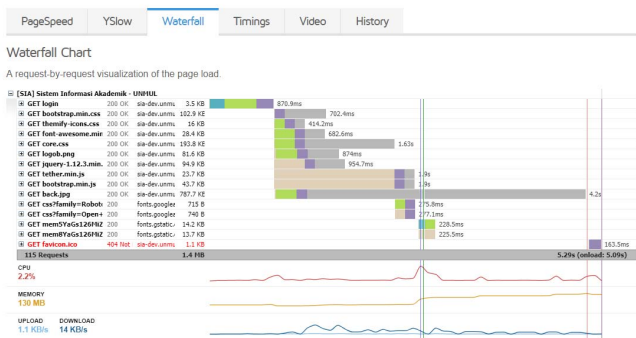 PageSpeed YSlow Waterfall Timings Video History
Waterfall Chart
A request-by-request visualization of the page load.
[SIA] Sistem Informasi Akademik - UNMUL
GET login 200 OK sia-dev.unmu 3.5 KB 870.9ms
GET bootstrap.min.css 200 OK sia-dev.unmu 102.9 KB 702.4ms
GET themify-icons.css 200 OK sia-dev.unmu 16 KB 414.2ms
GET font-awesome.min 200 OK sia-dev.unmu 28.4 KB 682.6ms
GET core.css 200 OK sia-dev.unmu 193.8 KB 1.63s
GET logob.png 200 OK sia-dev.unmu 81.6 KB 874ms
GET jquery-1.12.3.min. 200 OK sia-dev.unmu 94.9 KB 954.7ms
GET tether.min.js 200 OK sia-dev.unmu 23.7 KB 1.9s
GET bootstrap.min.js 200 OK sia-dev.unmu 43.7 KB 1.9s
GET back.jpg 200 OK sia-dev.unmu 787.7 KB 4.2s
GET css?family=Roboto 200 fonts.googlea 715 B 275.8ms
GET css?family=Open+ 200 fonts.googlea 740 B 277.1ms
GET mem5YaGs126MiZ 200 fonts.gstatic. 14.2 KB 228.5ms
GET mem8YaGs126MiZ 200 fonts.gstatic. 13.7 KB 225.5ms
GET favicon.ico 404 Not sia-dev.unmu 1.1 KB 163.5ms
115 Requests 1.4 MB 5.29s (onload: 5.09s)
CPU
2.2%
MEMORY
130 MB
UPLOAD DOWNLOAD
1.1 KB/s 14 KB/s